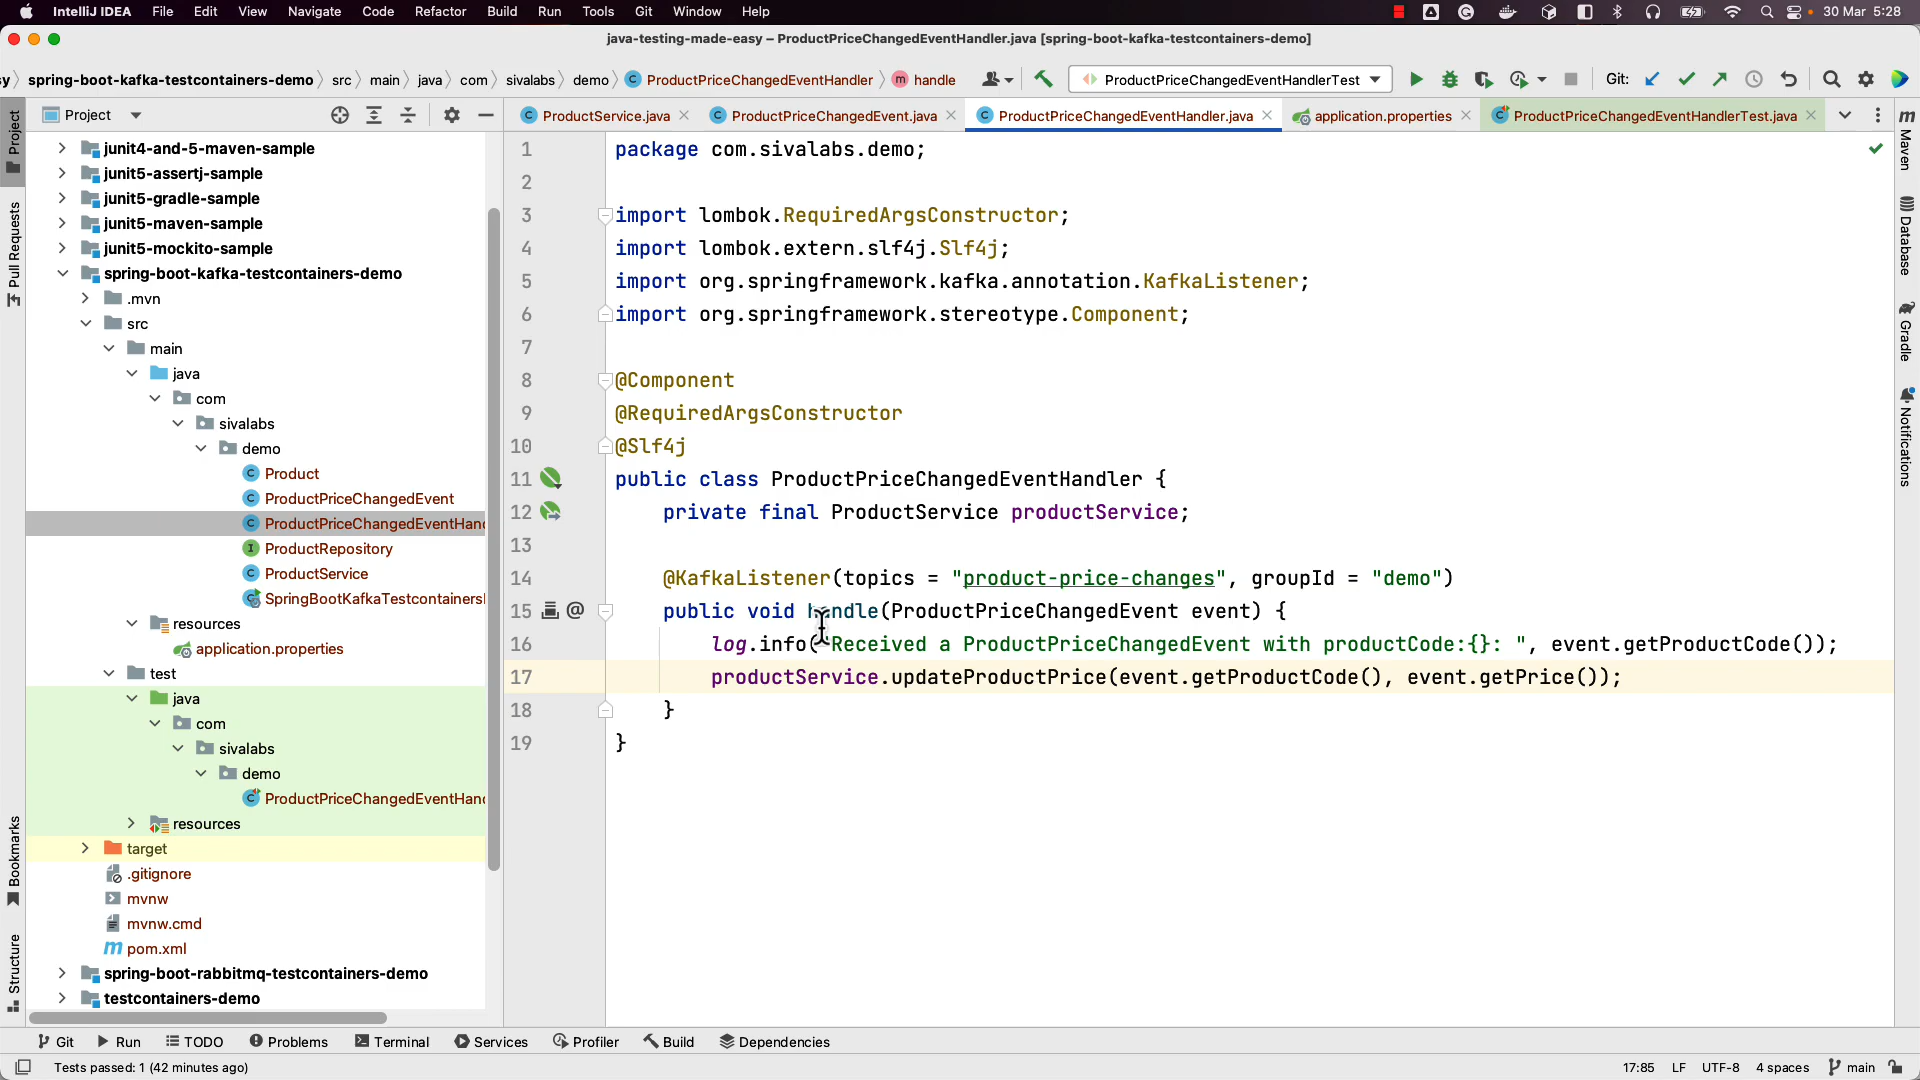 IntelliJ IDEA File Edit View Navigate Code Refactor Build Run Tools Git Window Help 30 Mar 5:28
java-testing-made-easy – ProductPriceChangedEventHandler.java [spring-boot-kafka-testcontainers-demo]
spring-boot-kafka-testcontainers-demo src main java com sivalabs demo ProductPriceChangedEventHandler handle ProductPriceChangedEventHandlerTest Git:
Project
ProductService.java ProductPriceChangedEvent.java ProductPriceChangedEventHandler.java application.properties ProductPriceChangedEventHandlerTest.java
Project
Pull Requests
Bookmarks
Structure
junit4-and-5-maven-sample
junit5-assertj-sample
junit5-gradle-sample
junit5-maven-sample
junit5-mockito-sample
spring-boot-kafka-testcontainers-demo
.mvn
src
main
java
com
sivalabs
demo
Product
ProductPriceChangedEvent
ProductPriceChangedEventHand
ProductRepository
ProductService
SpringBootKafkaTestcontainers
resources
application.properties
test
java
com
sivalabs
demo
ProductPriceChangedEventHand
resources
target
.gitignore
mvnw
mvnw.cmd
pom.xml
spring-boot-rabbitmq-testcontainers-demo
testcontainers-demo
1 package com.sivalabs.demo;
2
3 import lombok.RequiredArgsConstructor;
4 import lombok.extern.slf4j.Slf4j;
5 import org.springframework.kafka.annotation.KafkaListener;
6 import org.springframework.stereotype.Component;
7
8 @Component
9 @RequiredArgsConstructor
10 @Slf4j
11 public class ProductPriceChangedEventHandler {
12 private final ProductService productService;
13
14 @KafkaListener(topics = "product-price-changes", groupId = "demo")
15 @ public void handle(ProductPriceChangedEvent event) {
16 log.info("Received a ProductPriceChangedEvent with productCode:{}: ", event.getProductCode());
17 productService.updateProductPrice(event.getProductCode(), event.getPrice());
18 }
19 }
Maven
Database
Gradle
Notifications
Git Run TODO Problems Terminal Services Profiler Build Dependencies
Tests passed: 1 (42 minutes ago) 17:85 LF UTF-8 4 spaces main